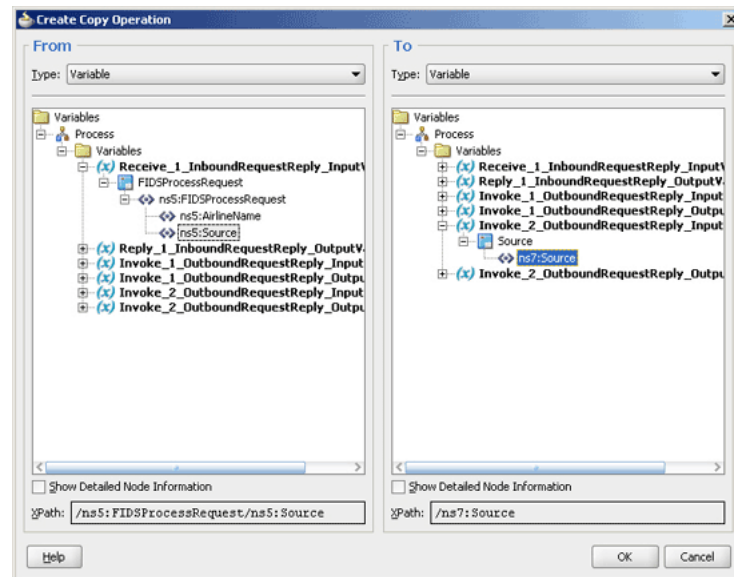 Create Copy Operation
From
Type: Variable
Variables
Process
Variables
Receive_1_InboundRequestReply_InputV
FIDSProcessRequest
ns5:FIDSProcessRequest
ns5:AirlineName
ns5:Source
Reply_1_InboundRequestReply_OutputV
Invoke_1_OutboundRequestReply_Input
Invoke_1_OutboundRequestReply_Outpu
Invoke_2_OutboundRequestReply_Input
Invoke_2_OutboundRequestReply_Outpu
Show Detailed Node Information
XPath: /ns5:FIDSProcessRequest/ns5:Source
To
Type: Variable
Variables
Process
Variables
Receive_1_InboundRequestReply_InputV
Reply_1_InboundRequestReply_OutputV
Invoke_1_OutboundRequestReply_Input
Invoke_1_OutboundRequestReply_Outpu
Invoke_2_OutboundRequestReply_Input
Source
ns7:Source
Invoke_2_OutboundRequestReply_Outpu
Show Detailed Node Information
XPath: /ns7:Source
Help
OK
Cancel